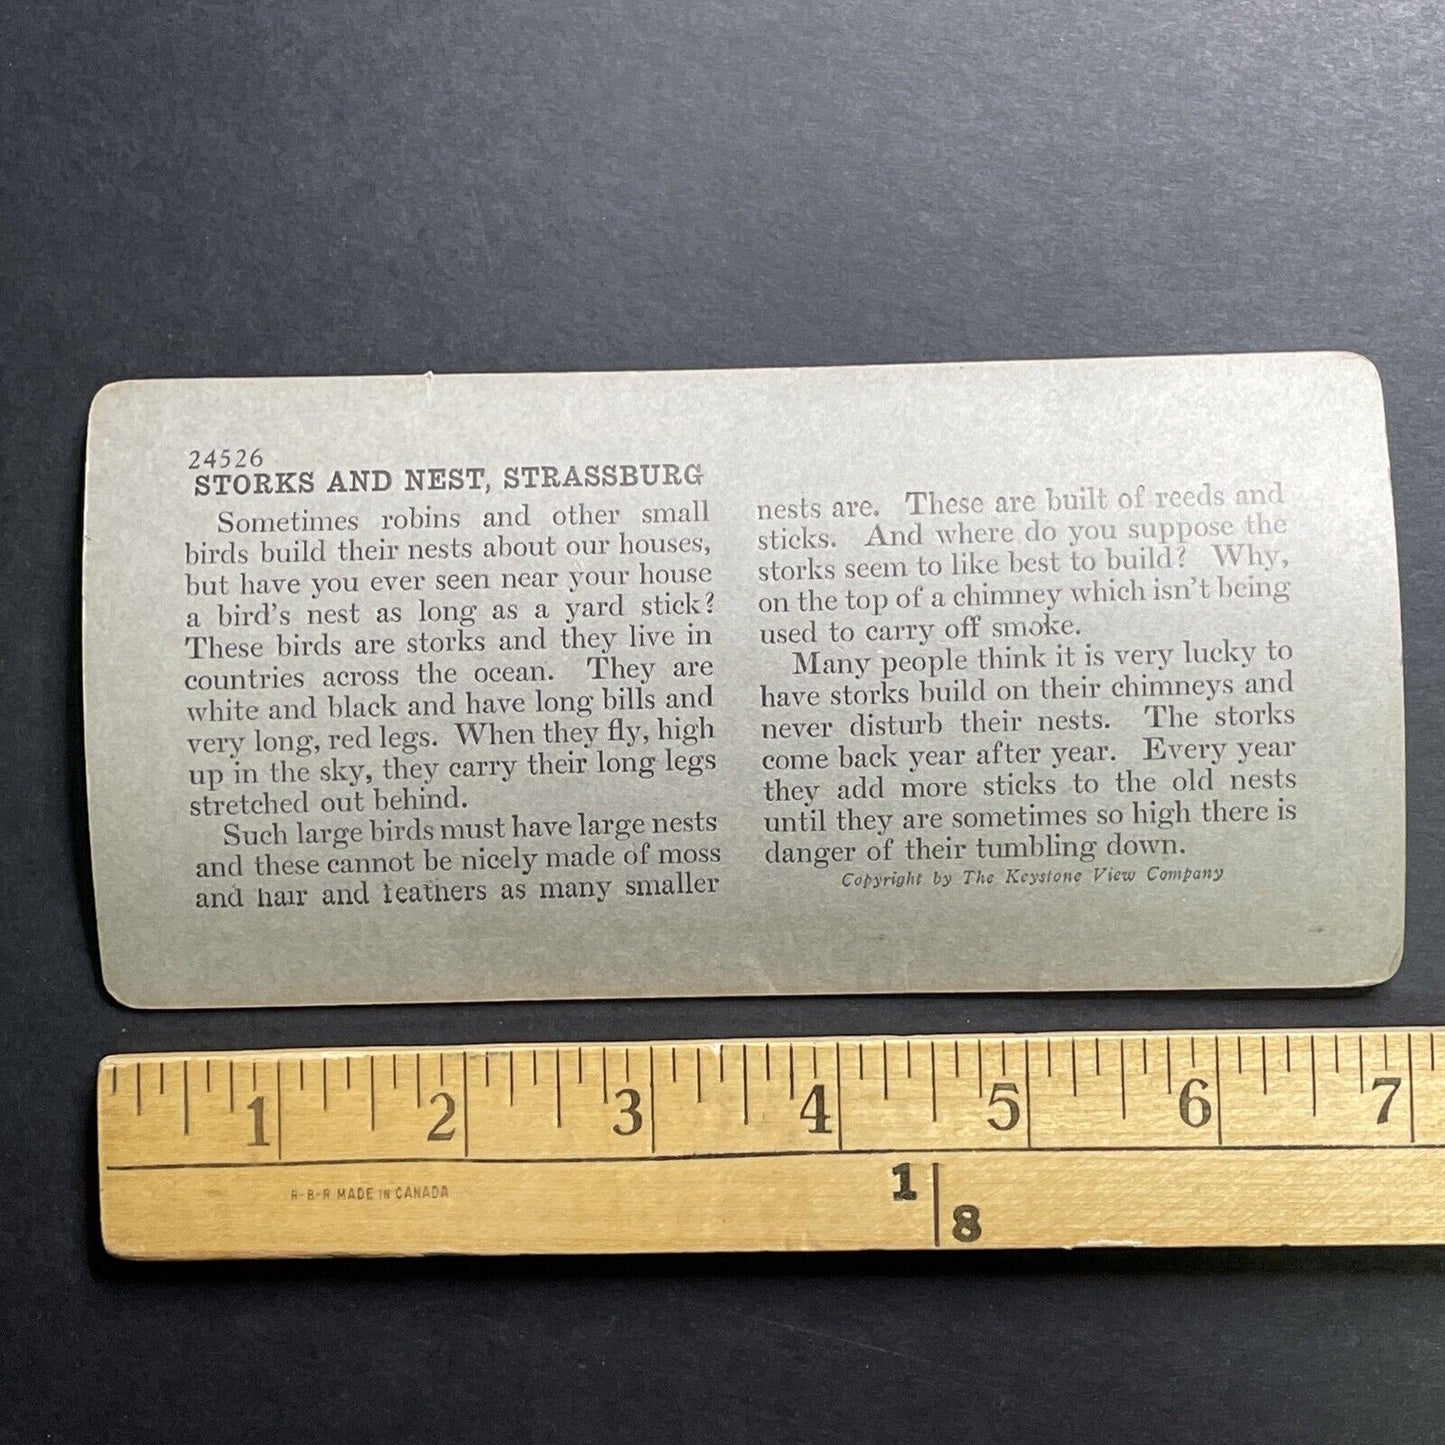 24526
STORKS AND NEST, STRASSBURG
Sometimes robins and other small
birds build their nests about our houses,
but have you ever seen near your house
a bird's nest as long as a yard stick?
These birds are storks and they live in
countries across the ocean. They are
white and black and have long bills and
very long, red legs. When they fly, high
up in the sky, they carry their long legs
stretched out behind.
Such large birds must have large nests
and these cannot be nicely made of moss
and hair and feathers as many smaller
nests are. These are built of reeds and
sticks. And where do you suppose the
storks seem to like best to build? Why,
on the top of a chimney which isn't being
used to carry off smoke.
Many people think it is very lucky to
have storks build on their chimneys and
never disturb their nests. The storks
come back year after year. Every year
they add more sticks to the old nests
until they are sometimes so high there is
danger of their tumbling down.
Copyright by The Keystone View Company
1 2 3 4 5 6 7
R-B-R MADE IN CANADA
1 8